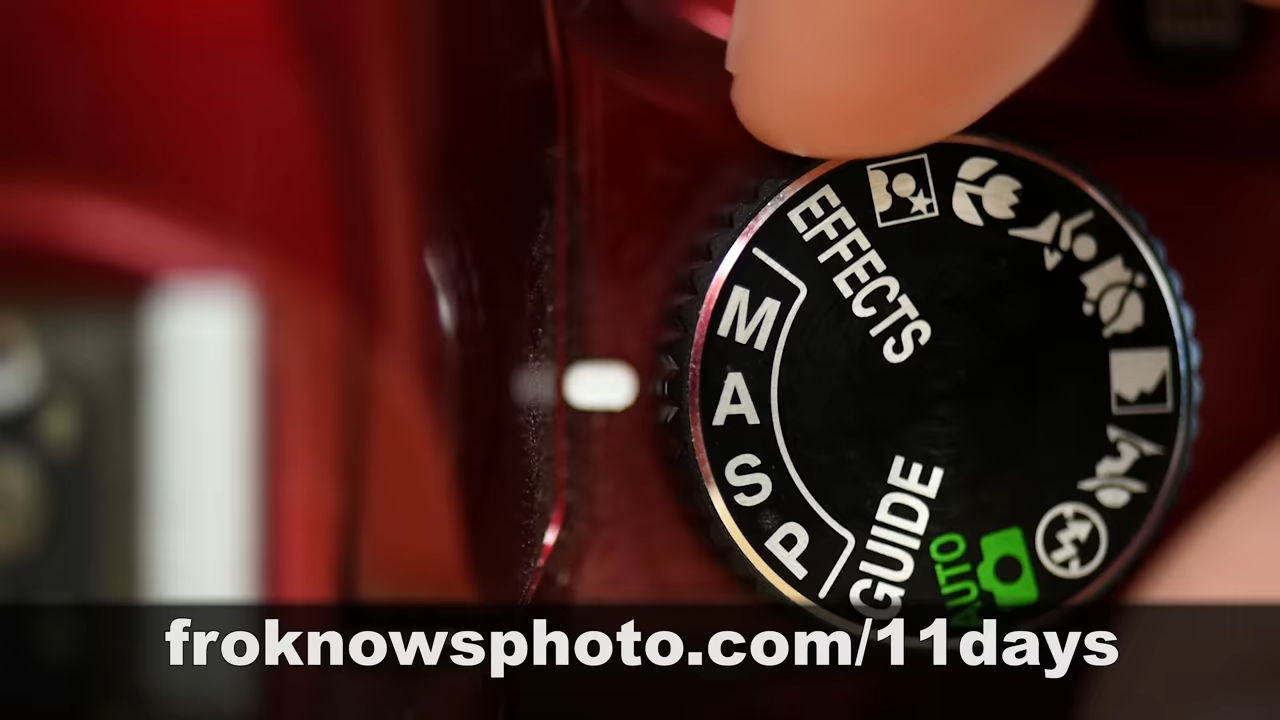 EFFECTS
M
A
S
P
GUIDE
AUTO
froknowsphoto.com/11days